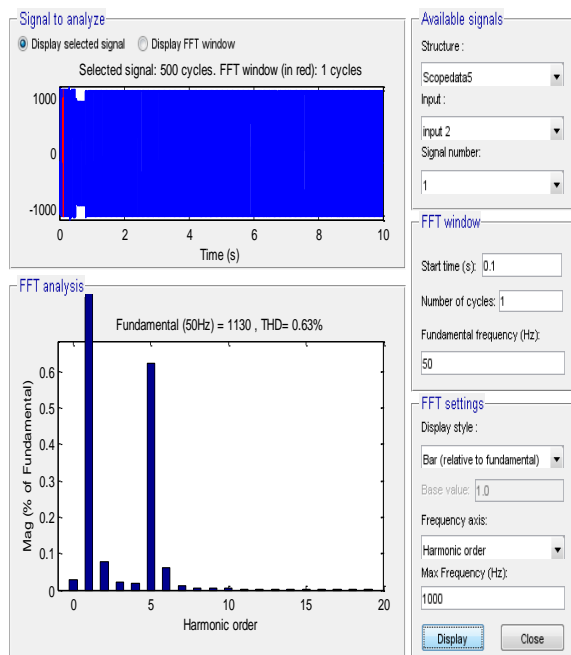 Signal to analyze
Display selected signal Display FFT window
Selected signal: 500 cycles. FFT window (in red): 1 cycles
1000
0
-1000
0 2 4 6 8 10
Time (s)
FFT analysis
Fundamental (50Hz) = 1130 , THD= 0.63%
0.6
0.5
0.4
0.3
0.2
0.1
0
Mag (% of Fundamental)
0 5 10 15 20
Harmonic order
Available signals
Structure :
Scopedata5
Input :
input 2
Signal number:
1
FFT window
Start time (s): 0.1
Number of cycles: 1
Fundamental frequency (Hz):
50
FFT settings
Display style :
Bar (relative to fundamental)
Base value: 1.0
Frequency axis:
Harmonic order
Max Frequency (Hz):
1000
Display Close